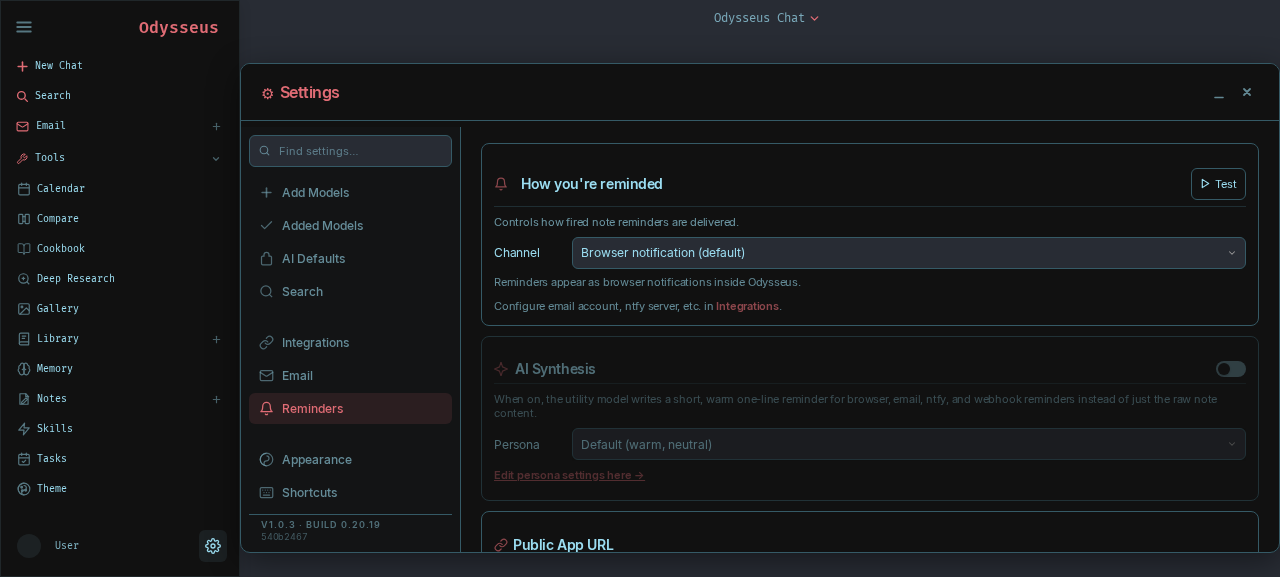 Odysseus
New Chat
Search
Email
Tools
Calendar
Compare
Cookbook
Deep Research
Gallery
Library
Memory
Notes
Skills
Tasks
Theme
User
Odysseus Chat
Settings
Find settings...
Add Models
Added Models
AI Defaults
Search
Integrations
Email
Reminders
Appearance
Shortcuts
V1.0.3 · BUILD 0.20.19
540b2467
How you're reminded
Test
Controls how fired note reminders are delivered.
Channel
Browser notification (default)
Reminders appear as browser notifications inside Odysseus.
Configure email account, ntfy server, etc. in Integrations.
AI Synthesis
When on, the utility model writes a short, warm one-line reminder for browser, email, ntfy, and webhook reminders instead of just the raw note
content.
Persona
Default (warm, neutral)
Edit persona settings here →
Public App URL